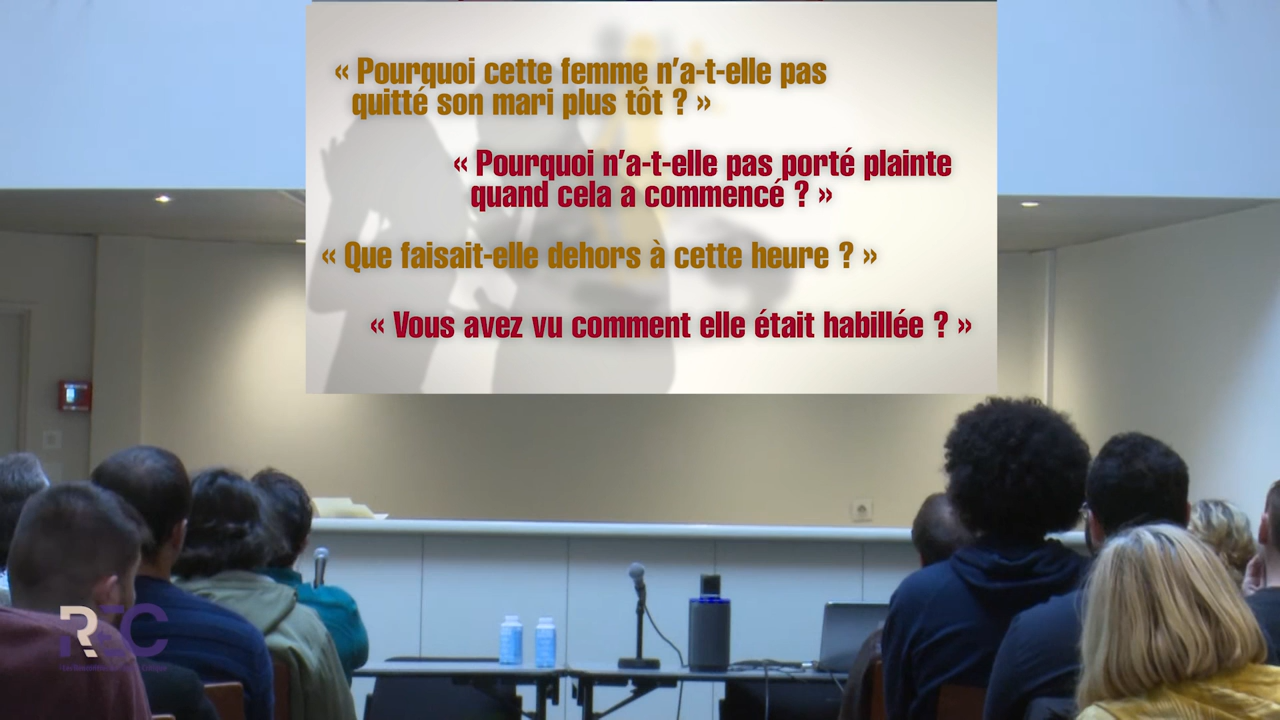 « Pourquoi cette femme n'a-t-elle pas
quitté son mari plus tôt ? »
« Pourquoi n'a-t-elle pas porté plainte
quand cela a commencé ? »
« Que faisait-elle dehors à cette heure ? »
« Vous avez vu comment elle était habillée ? »
REC